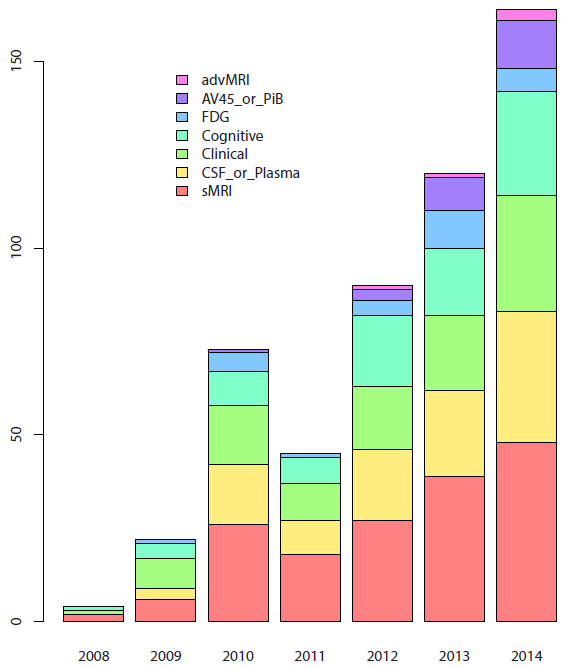 150
100
50
0
advMRI
AV45_or_PiB
FDG
Cognitive
Clinical
CSF_or_Plasma
sMRI
2008 2009 2010 2011 2012 2013 2014